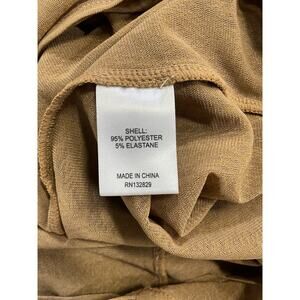 SHELL:
95% POLYESTER
5% ELASTANE
MADE IN CHINA
RN132829